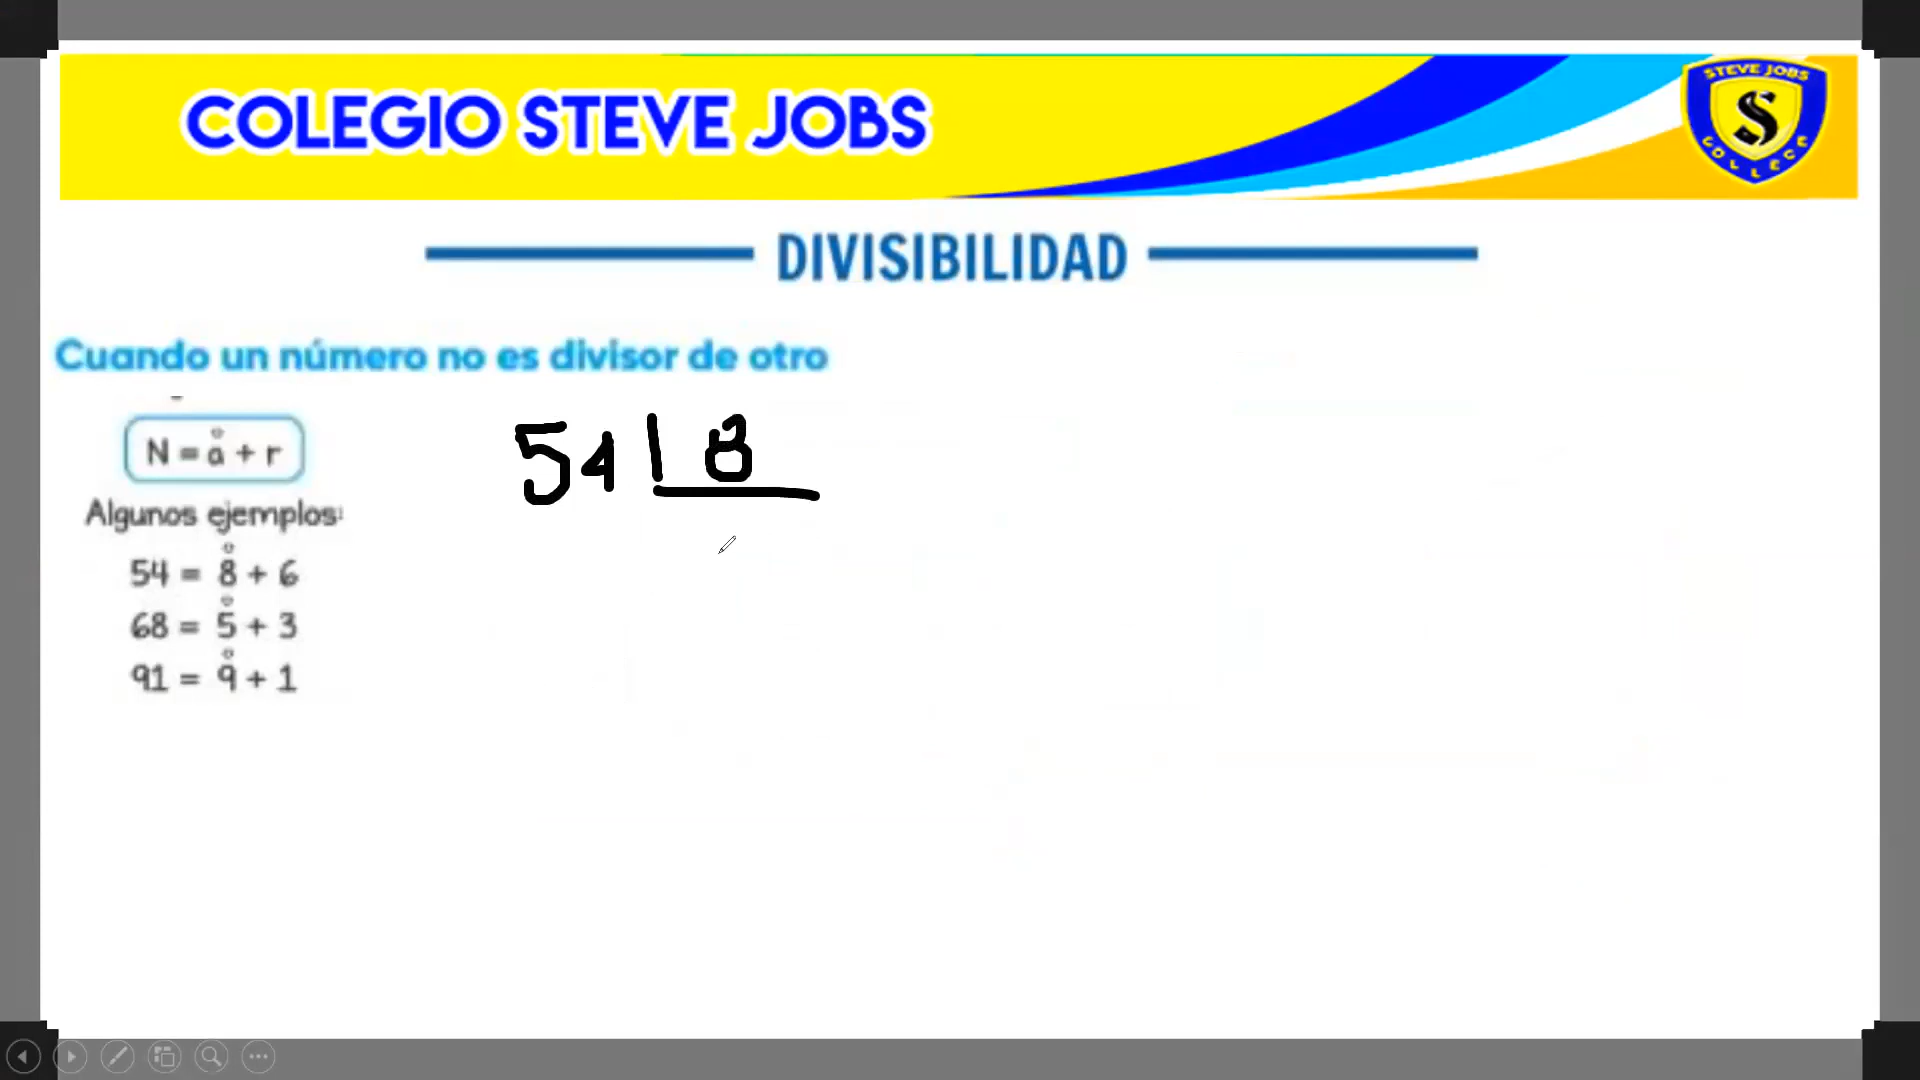 COLEGIO STEVE JOBS
STEVE JOBS
S
COLLEGE
DIVISIBILIDAD
Cuando un número no es divisor de otro
N = å + r
Algunos ejemplos:
54 = 8̊ + 6
68 = 5̊ + 3
91 = 9̊ + 1
54 | 8